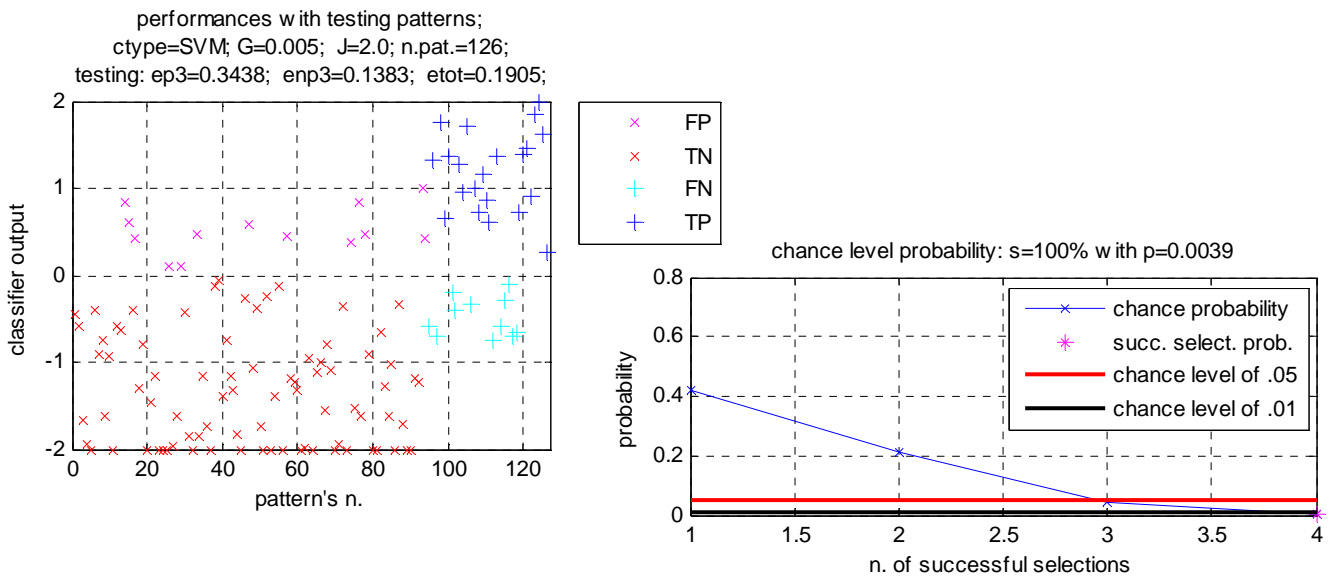 performances with testing patterns;
ctype=SVM; G=0.005; J=2.0; n.pat.=126;
testing: ep3=0.3438; enp3=0.1383; etot=0.1905;
2
1
0
-1
-2
classifier output
0 20 40 60 80 100 120
pattern's n.
FP
TN
FN
TP
chance level probability: s=100% with p=0.0039
0.8
0.6
0.4
0.2
0
probability
chance probability
succ. select. prob.
chance level of .05
chance level of .01
1 1.5 2 2.5 3 3.5 4
n. of successful selections